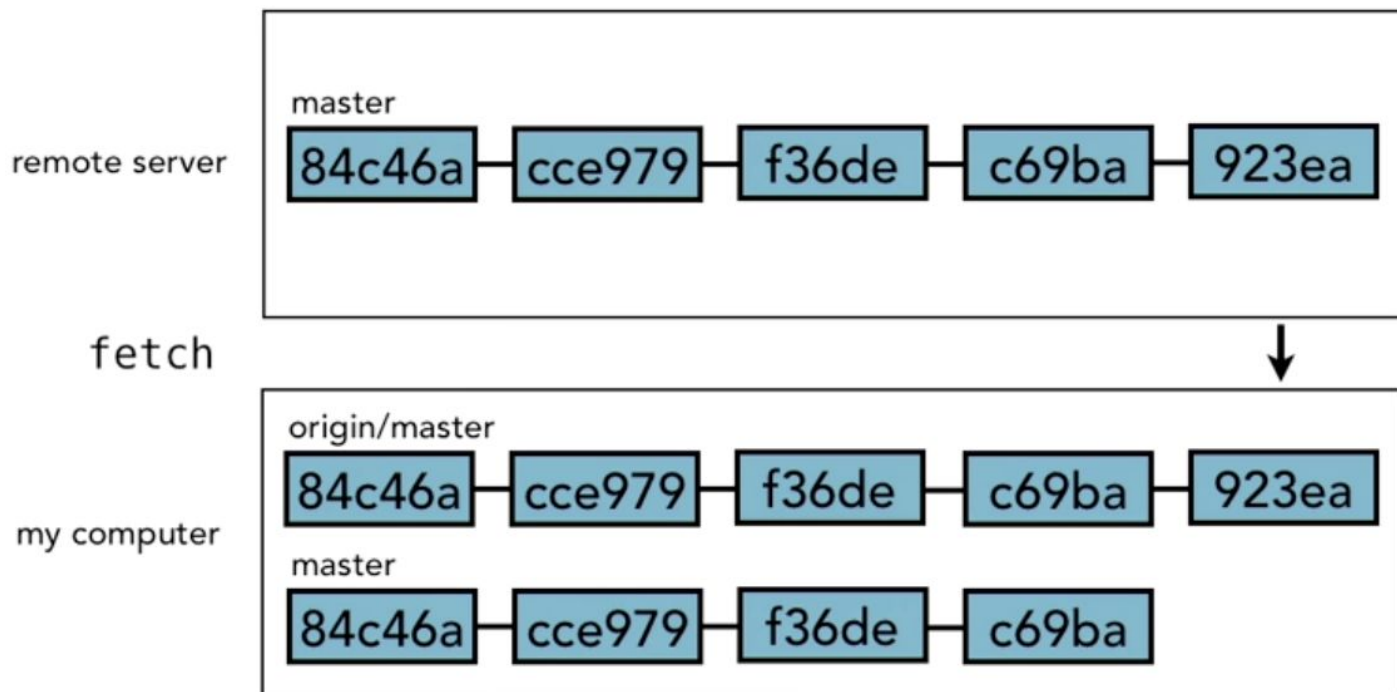 master
remote server
84c46a cce979 f36de c69ba 923ea
fetch
origin/master
84c46a cce979 f36de c69ba 923ea
my computer
master
84c46a cce979 f36de c69ba